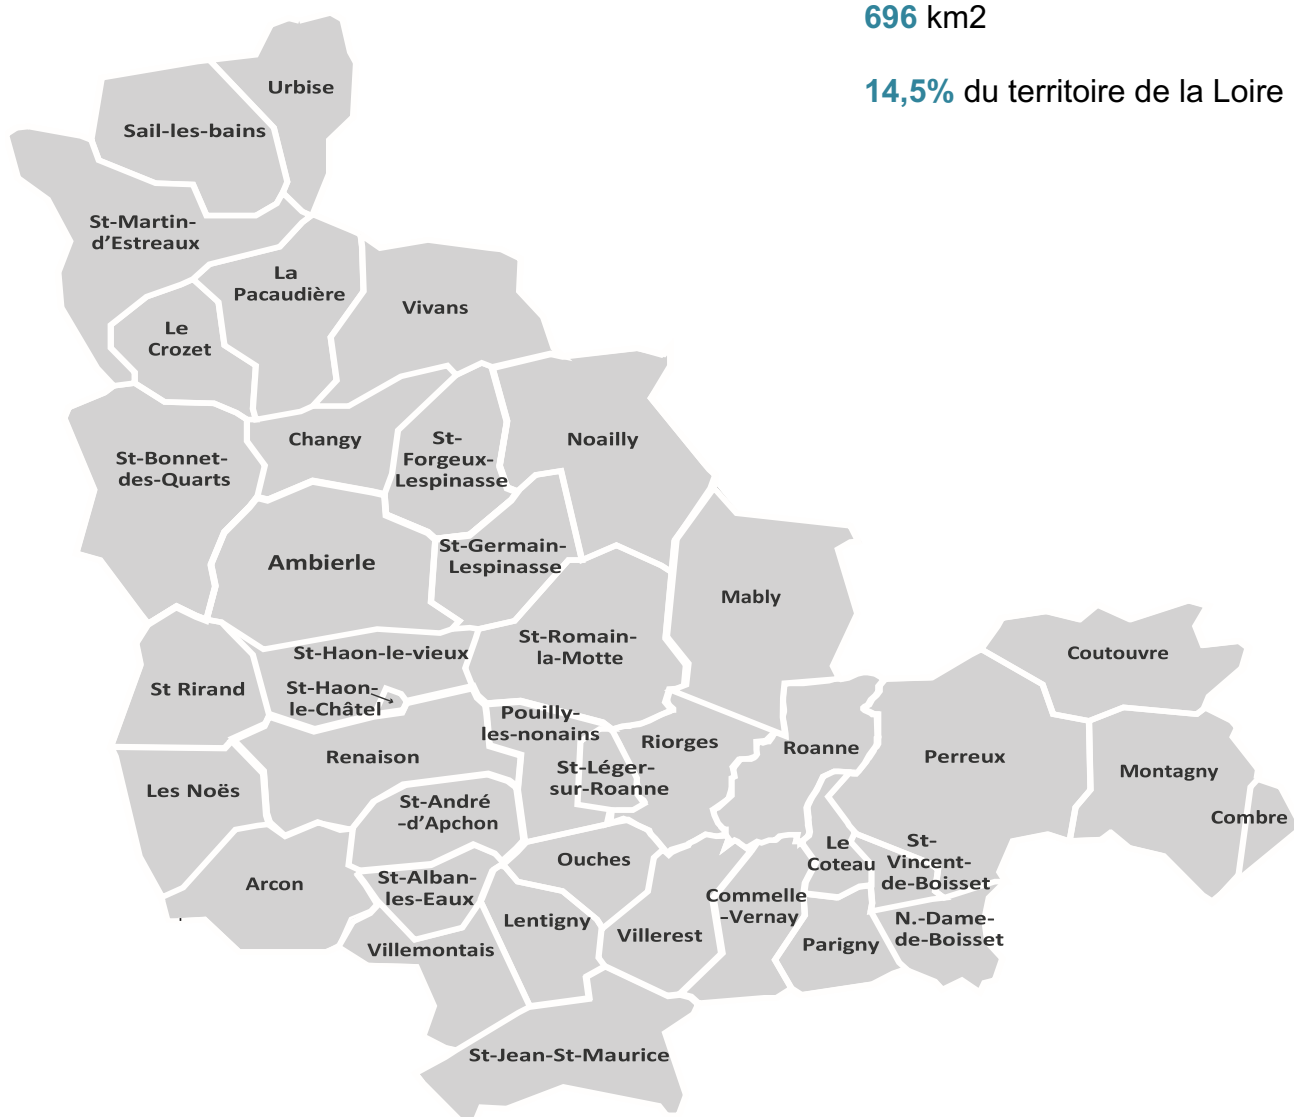 696 km2
14,5% du territoire de la Loire
Urbise
Sail-les-bains
St-Martin-
d'Estreaux
La
Pacaudière
Vivans
Le
Crozet
Changy
St-
Forgeux-
Lespinasse
Noailly
St-Bonnet-
des-Quarts
Ambierle
St-Germain-
Lespinasse
Mably
St-Romain-
la-Motte
Coutouvre
St-Haon-le-vieux
St Rirand
St-Haon-
le-Châtel
Pouilly-
les-nonains
Riorges
Roanne
Renaison
Perreux
Montagny
St-Léger-
sur-Roanne
Les Noës
St-André
-d'Apchon
Combre
Le
Coteau
St-
Vincent-
de-Boisset
Ouches
Arcon
St-Alban-
les-Eaux
Commelle
-Vernay
Lentigny
Villerest
N.-Dame-
de-Boisset
Parigny
Villemontais
St-Jean-St-Maurice